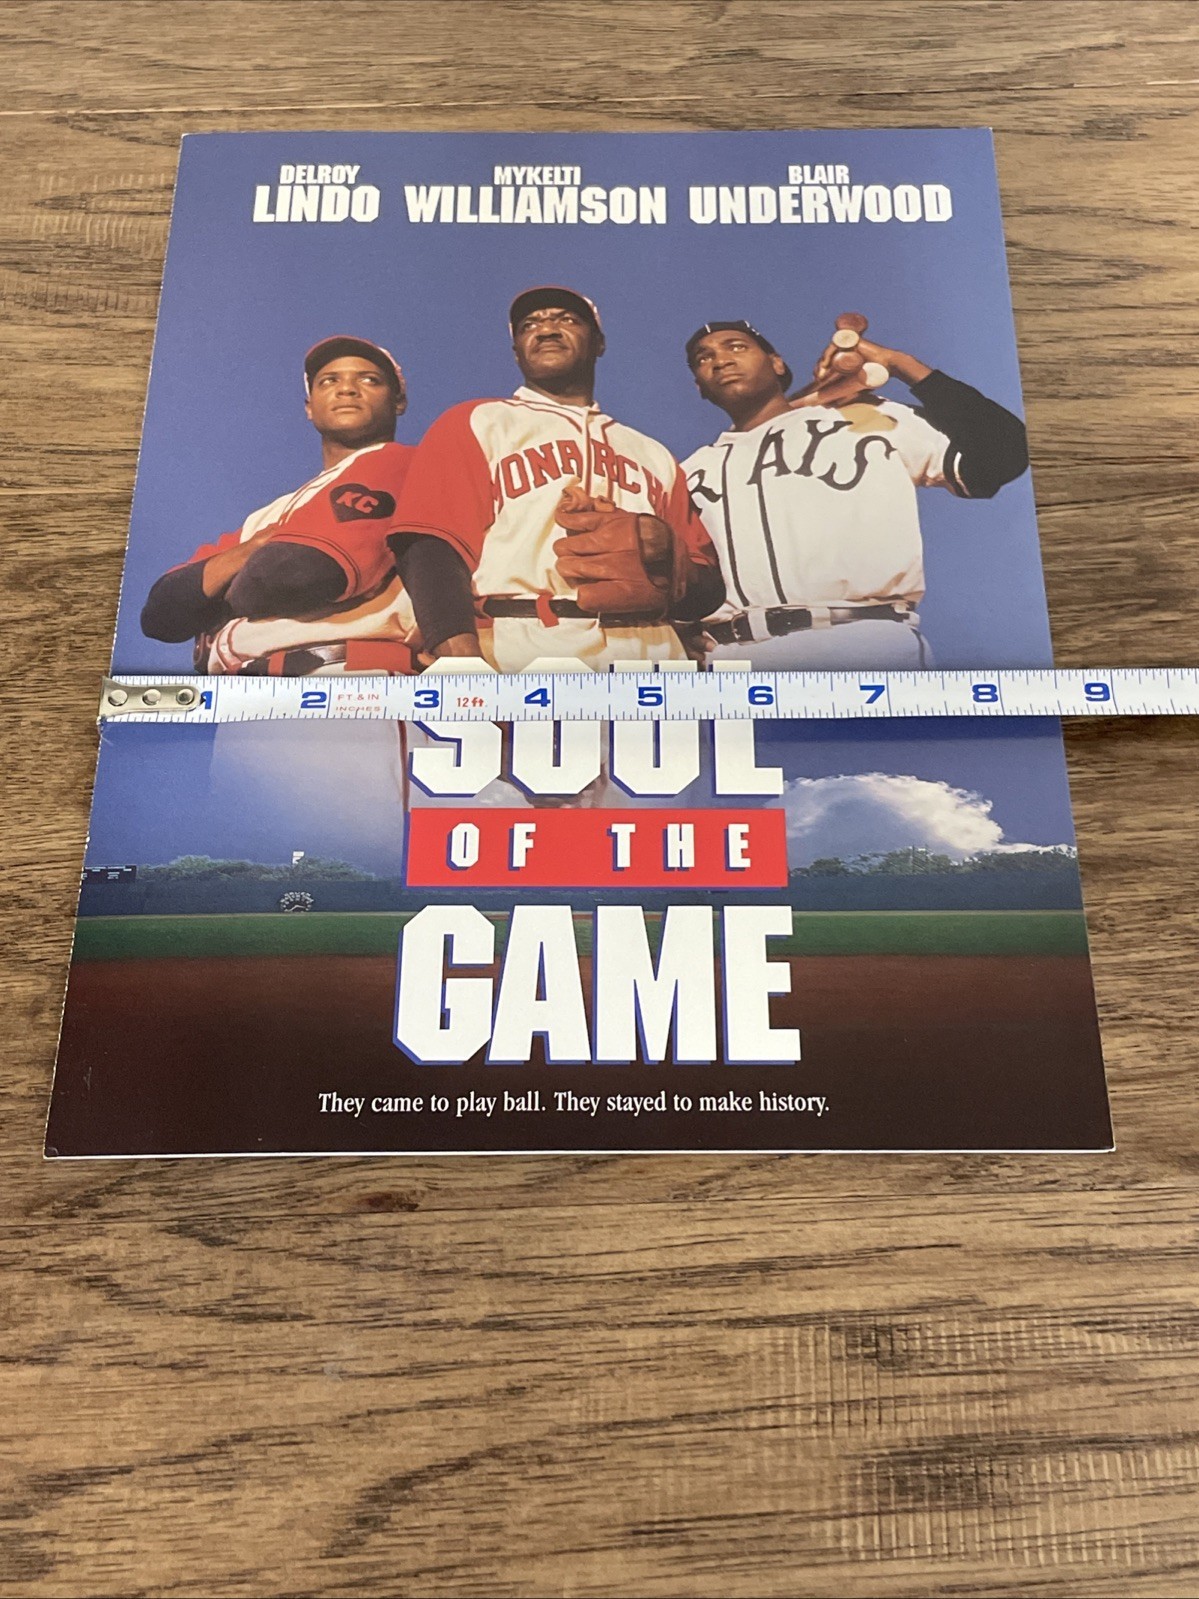 DELROY MYKELTI BLAIR
LINDO WILLIAMSON UNDERWOOD
KC
MONARCH
RAYS
1 2 FT. & IN 3 12 ft. 4 5 6 7 8 9
INCHES
SOUL
OF THE
GAME
They came to play ball. They stayed to make history.